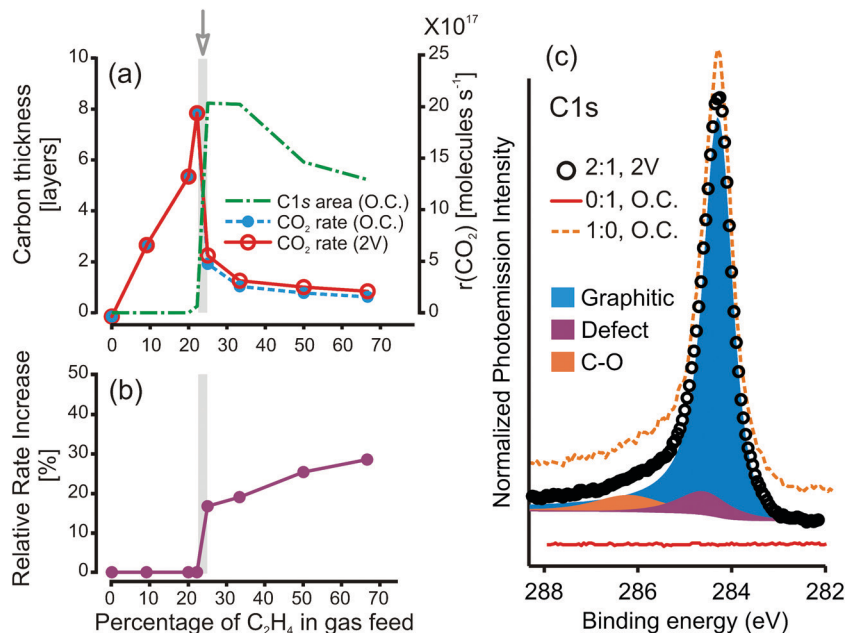 X10^17
(a)
Carbon thickness
[layers]
10
8
6
4
2
0
25
20
15
10
5
0
r(CO₂) [molecules s⁻¹]
C1s area (O.C.)
CO₂ rate (O.C.)
CO₂ rate (2V)
0 10 20 30 40 50 60 70
(b)
Relative Rate Increase
[%]
50
40
30
20
10
0
0 10 20 30 40 50 60 70
Percentage of C₂H₄ in gas feed
(c)
C1s
2:1, 2V
0:1, O.C.
1:0, O.C.
Graphitic
Defect
C-O
Normalized Photoemission Intensity
288 286 284 282
Binding energy (eV)